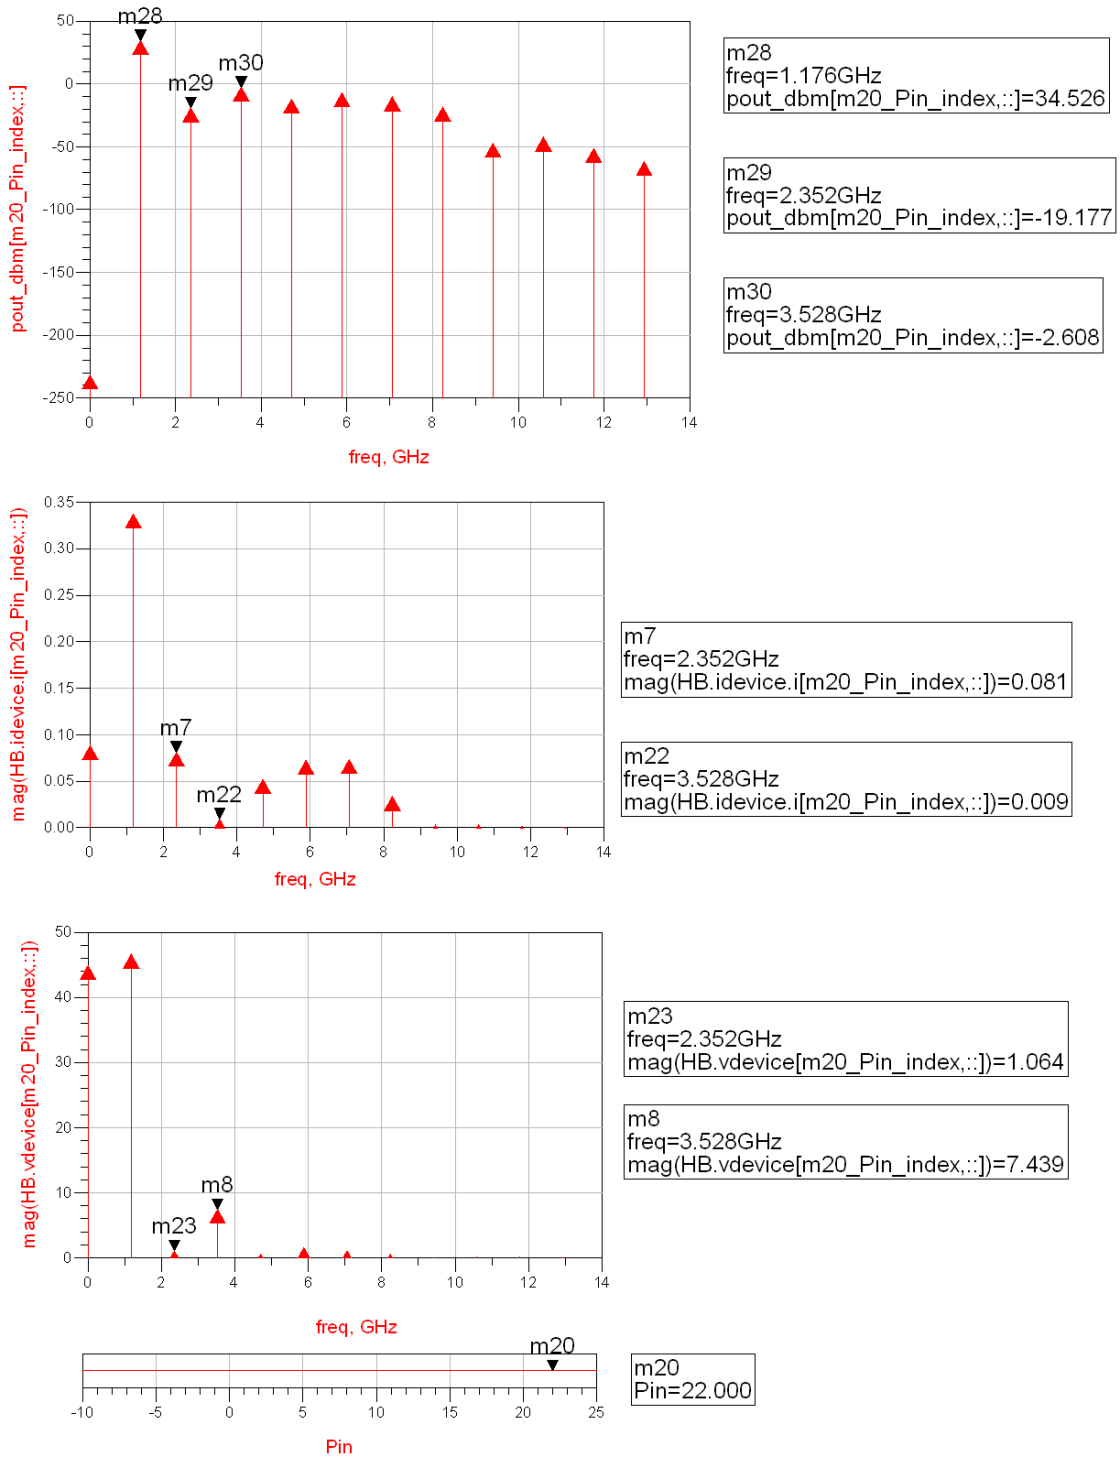 m28
m29
m30
50
0
-50
-100
-150
-200
-250
0
2
4
6
8
10
12
14
pout_dbm[m20_Pin_index,::]
freq, GHz
m28
freq=1.176GHz
pout_dbm[m20_Pin_index,::]=34.526
m29
freq=2.352GHz
pout_dbm[m20_Pin_index,::]=-19.177
m30
freq=3.528GHz
pout_dbm[m20_Pin_index,::]=-2.608
m7
m22
0.35
0.30
0.25
0.20
0.15
0.10
0.05
0.00
0
2
4
6
8
10
12
14
mag(HB.idevice.i[m20_Pin_index,::])
freq, GHz
m7
freq=2.352GHz
mag(HB.idevice.i[m20_Pin_index,::])=0.081
m22
freq=3.528GHz
mag(HB.idevice.i[m20_Pin_index,::])=0.009
m23
m8
50
40
30
20
10
0
0
2
4
6
8
10
12
14
mag(HB.vdevice[m20_Pin_index,::])
freq, GHz
m23
freq=2.352GHz
mag(HB.vdevice[m20_Pin_index,::])=1.064
m8
freq=3.528GHz
mag(HB.vdevice[m20_Pin_index,::])=7.439
m20
-10
-5
0
5
10
15
20
25
Pin
m20
Pin=22.000